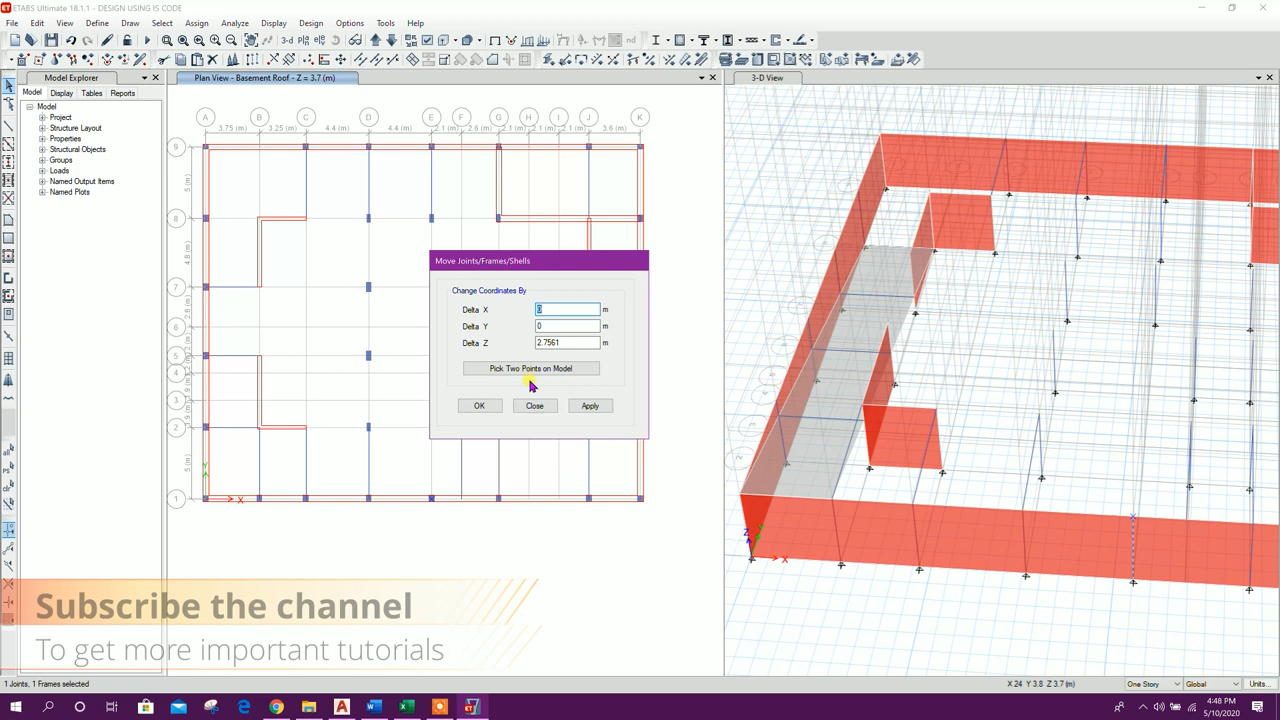 ETABS Ultimate 18.1.1 - DESIGN USING IS CODE
File Edit View Define Draw Select Assign Analyze Display Design Options Tools Help
Model Explorer
Plan View - Basement Roof - Z = 3.7 (m)
3-D View
Model Display Tables Reports
Model
Project
Structure Layout
Properties
Structural Objects
Groups
Loads
Named Output Items
Named Plots
A B C D E F G H I J K
3.75 (m) 3.25 (m) 4.4 (m) 4.4 (m) 3.6 (m)
9
8
7
6
5
4
3
2
1
Y
X
Move Joints/Frames/Shells
Change Coordinates By
Delta X 0 m
Delta Y 0 m
Delta Z 2.7561 m
Pick Two Points on Model
OK Close Apply
Z
Y
X
Subscribe the channel
To get more important tutorials
1 Joints, 1 Frames selected
X 24 Y 3.8 Z 3.7 (m)
One Story Global Units...
4:48 PM
5/10/2020